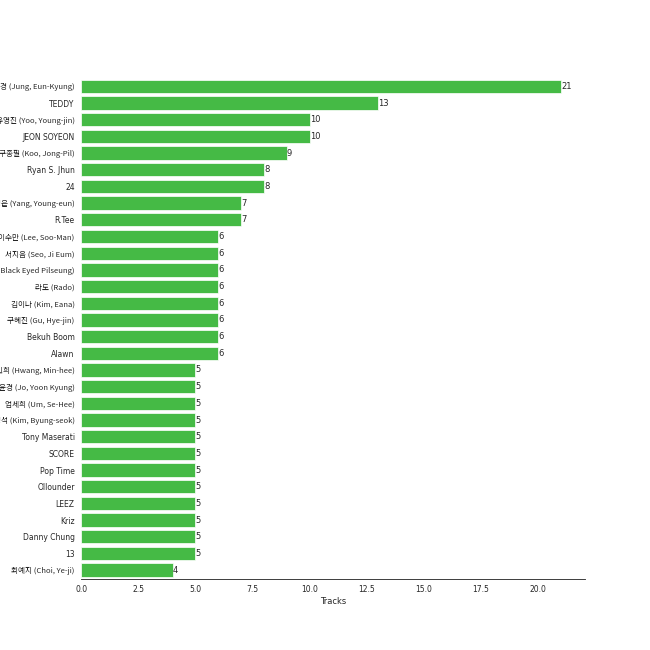 경 (Jung, Eun-Kyung) 21
TEDDY 13
유영진 (Yoo, Young-jin) 10
JEON SOYEON 10
구종필 (Koo, Jong-Pil) 9
Ryan S. Jhun 8
24 8
(Yang, Young-eun) 7
R.Tee 7
이수만 (Lee, Soo-Man) 6
서지음 (Seo, Ji Eum) 6
Black Eyed Pilseung) 6
라도 (Rado) 6
김이나 (Kim, Eana) 6
구혜진 (Gu, Hye-jin) 6
Bekuh Boom 6
Alawn 6
민희 (Hwang, Min-hee) 5
윤경 (Jo, Yoon Kyung) 5
엄세희 (Um, Se-Hee) 5
석 (Kim, Byung-seok) 5
Tony Maserati 5
SCORE 5
Pop Time 5
Ollounder 5
LEEZ 5
Kriz 5
Danny Chung 5
13 5
최예지 (Choi, Ye-ji) 4
0.0 2.5 5.0 7.5 10.0 12.5 15.0 17.5 20.0
Tracks